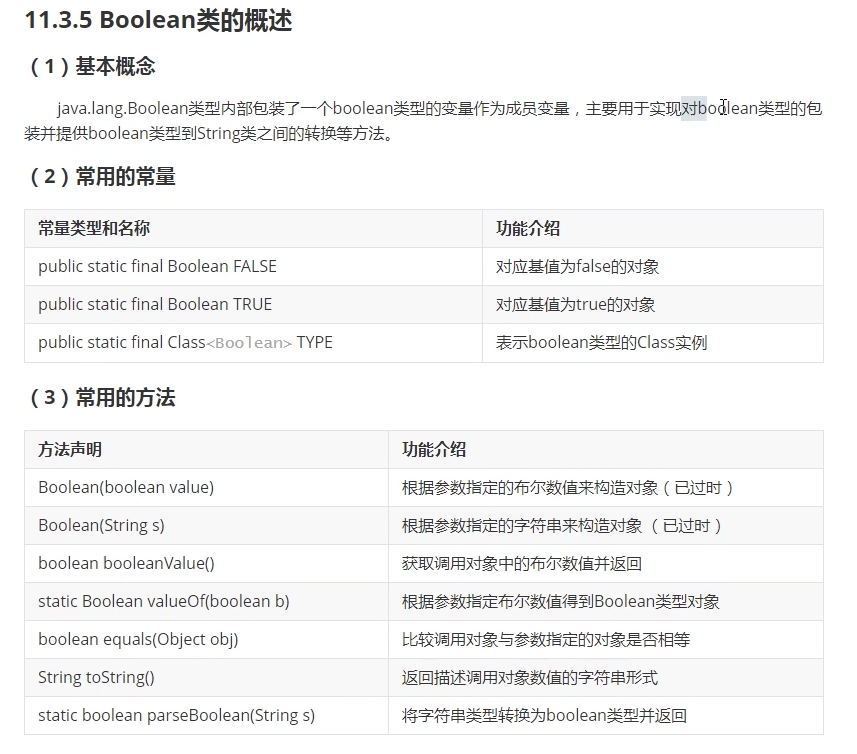 11.3.5 Boolean类的概述
（1）基本概念
java.lang.Boolean类型内部包装了一个boolean类型的变量作为成员变量，主要用于实现对boolean类型的包
装并提供boolean类型到String类之间的转换等方法。
（2）常用的常量
常量类型和名称 功能介绍
public static final Boolean FALSE 对应基值为false的对象
public static final Boolean TRUE 对应基值为true的对象
public static final Class<Boolean> TYPE 表示boolean类型的Class实例
（3）常用的方法
方法声明 功能介绍
Boolean(boolean value) 根据参数指定的布尔数值来构造对象（已过时）
Boolean(String s) 根据参数指定的字符串来构造对象 （已过时）
boolean booleanValue() 获取调用对象中的布尔数值并返回
static Boolean valueOf(boolean b) 根据参数指定布尔数值得到Boolean类型对象
boolean equals(Object obj) 比较调用对象与参数指定的对象是否相等
String toString() 返回描述调用对象数值的字符串形式
static boolean parseBoolean(String s) 将字符串类型转换为boolean类型并返回